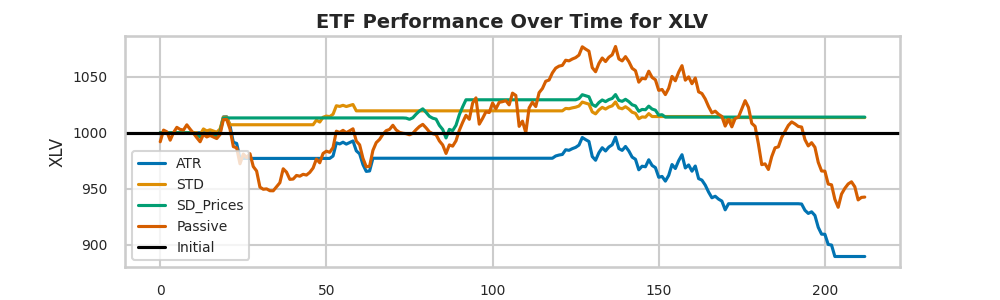 ETF Performance Over Time for XLV
XLV
1050
1000
950
900
ATR
STD
SD_Prices
Passive
Initial
0
50
100
150
200